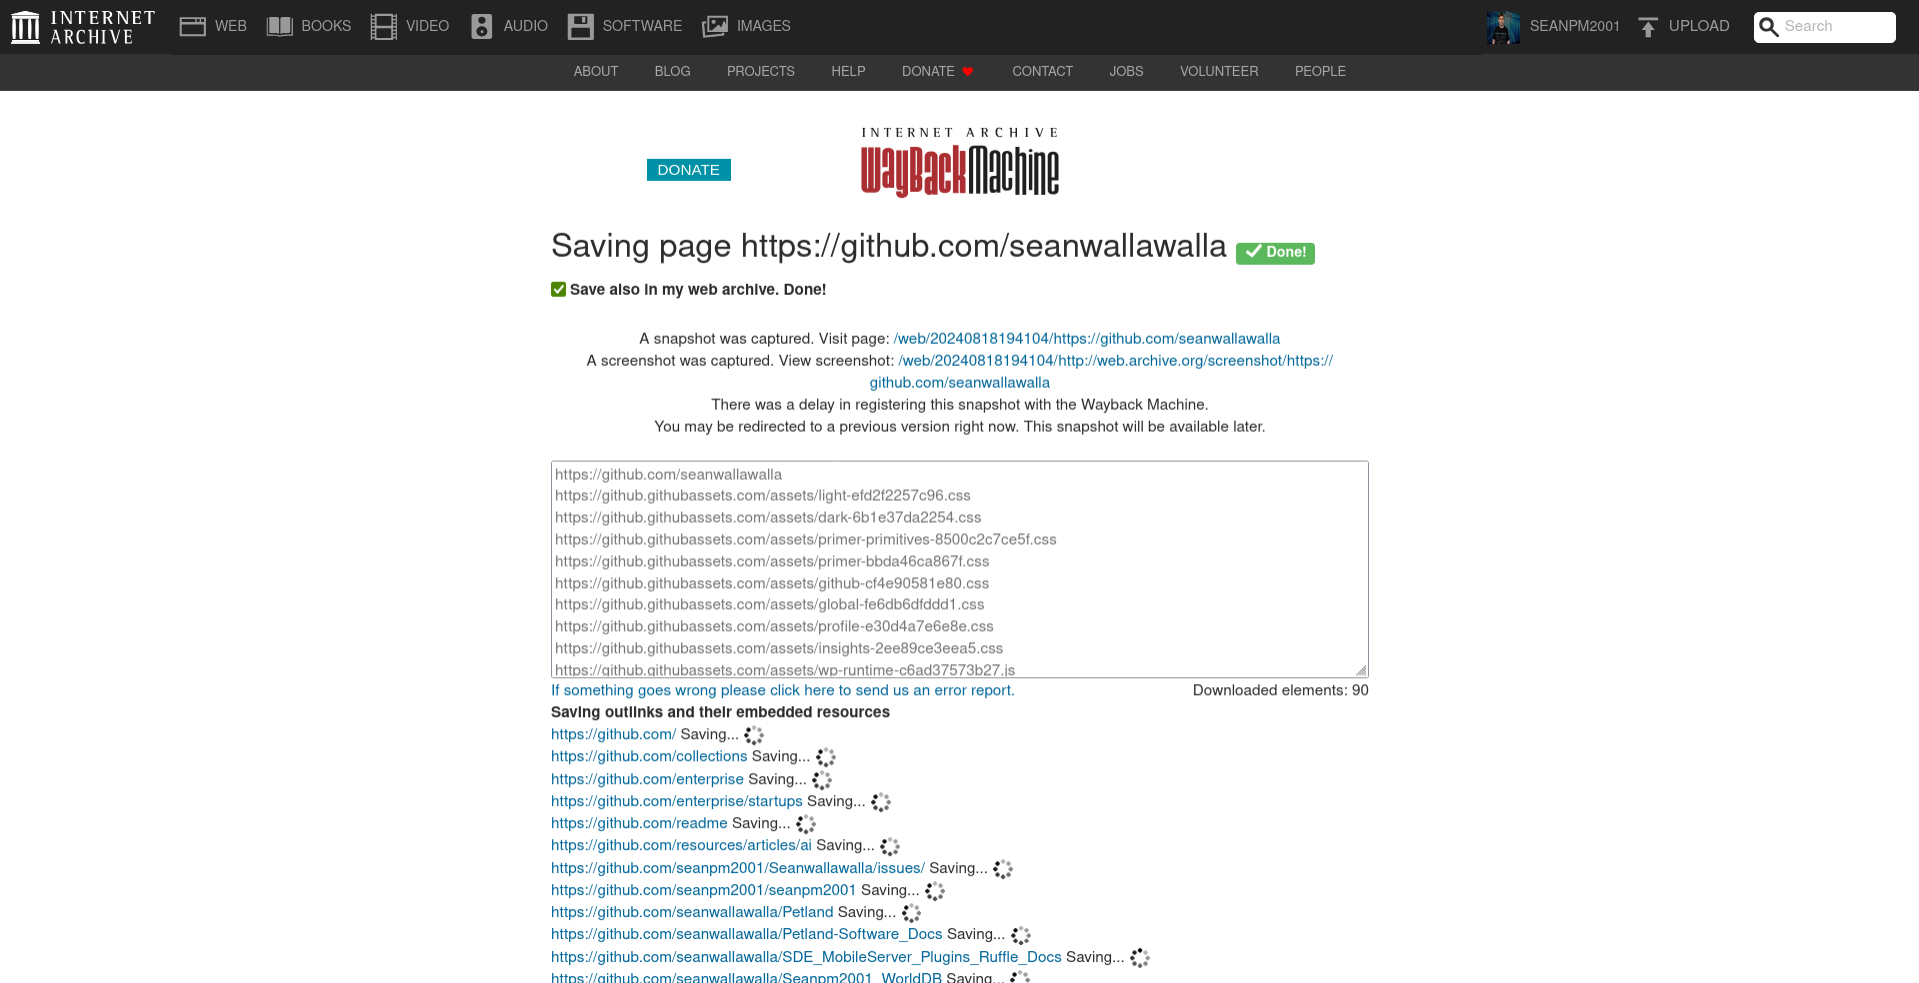 INTERNET ARCHIVE WEB BOOKS VIDEO AUDIO SOFTWARE IMAGES SEANPM2001 UPLOAD Search
ABOUT BLOG PROJECTS HELP DONATE CONTACT JOBS VOLUNTEER PEOPLE
INTERNET ARCHIVE
WayBackMachine
DONATE
Saving page https://github.com/seanwallawalla Done!
Save also in my web archive. Done!
A snapshot was captured. Visit page: /web/20240818194104/https://github.com/seanwallawalla
A screenshot was captured. View screenshot: /web/20240818194104/http://web.archive.org/screenshot/https://
github.com/seanwallawalla
There was a delay in registering this snapshot with the Wayback Machine.
You may be redirected to a previous version right now. This snapshot will be available later.
https://github.com/seanwallawalla
https://github.githubassets.com/assets/light-efd2f2257c96.css
https://github.githubassets.com/assets/dark-6b1e37da2254.css
https://github.githubassets.com/assets/primer-primitives-8500c2c7ce5f.css
https://github.githubassets.com/assets/primer-bbda46ca867f.css
https://github.githubassets.com/assets/github-cf4e90581e80.css
https://github.githubassets.com/assets/global-fe6db6dfddd1.css
https://github.githubassets.com/assets/profile-e30d4a7e6e8e.css
https://github.githubassets.com/assets/insights-2ee89ce3eea5.css
https://github.githubassets.com/assets/wp-runtime-c6ad37573b27.js
If something goes wrong please click here to send us an error report. Downloaded elements: 90
Saving outlinks and their embedded resources
https://github.com/ Saving...
https://github.com/collections Saving...
https://github.com/enterprise Saving...
https://github.com/enterprise/startups Saving...
https://github.com/readme Saving...
https://github.com/resources/articles/ai Saving...
https://github.com/seanpm2001/Seanwallawalla/issues/ Saving...
https://github.com/seanpm2001/seanpm2001 Saving...
https://github.com/seanwallawalla/Petland Saving...
https://github.com/seanwallawalla/Petland-Software_Docs Saving...
https://github.com/seanwallawalla/SDE_MobileServer_Plugins_Ruffle_Docs Saving...
https://github.com/seanwallawalla/Seanpm2001_WorldDB Saving...